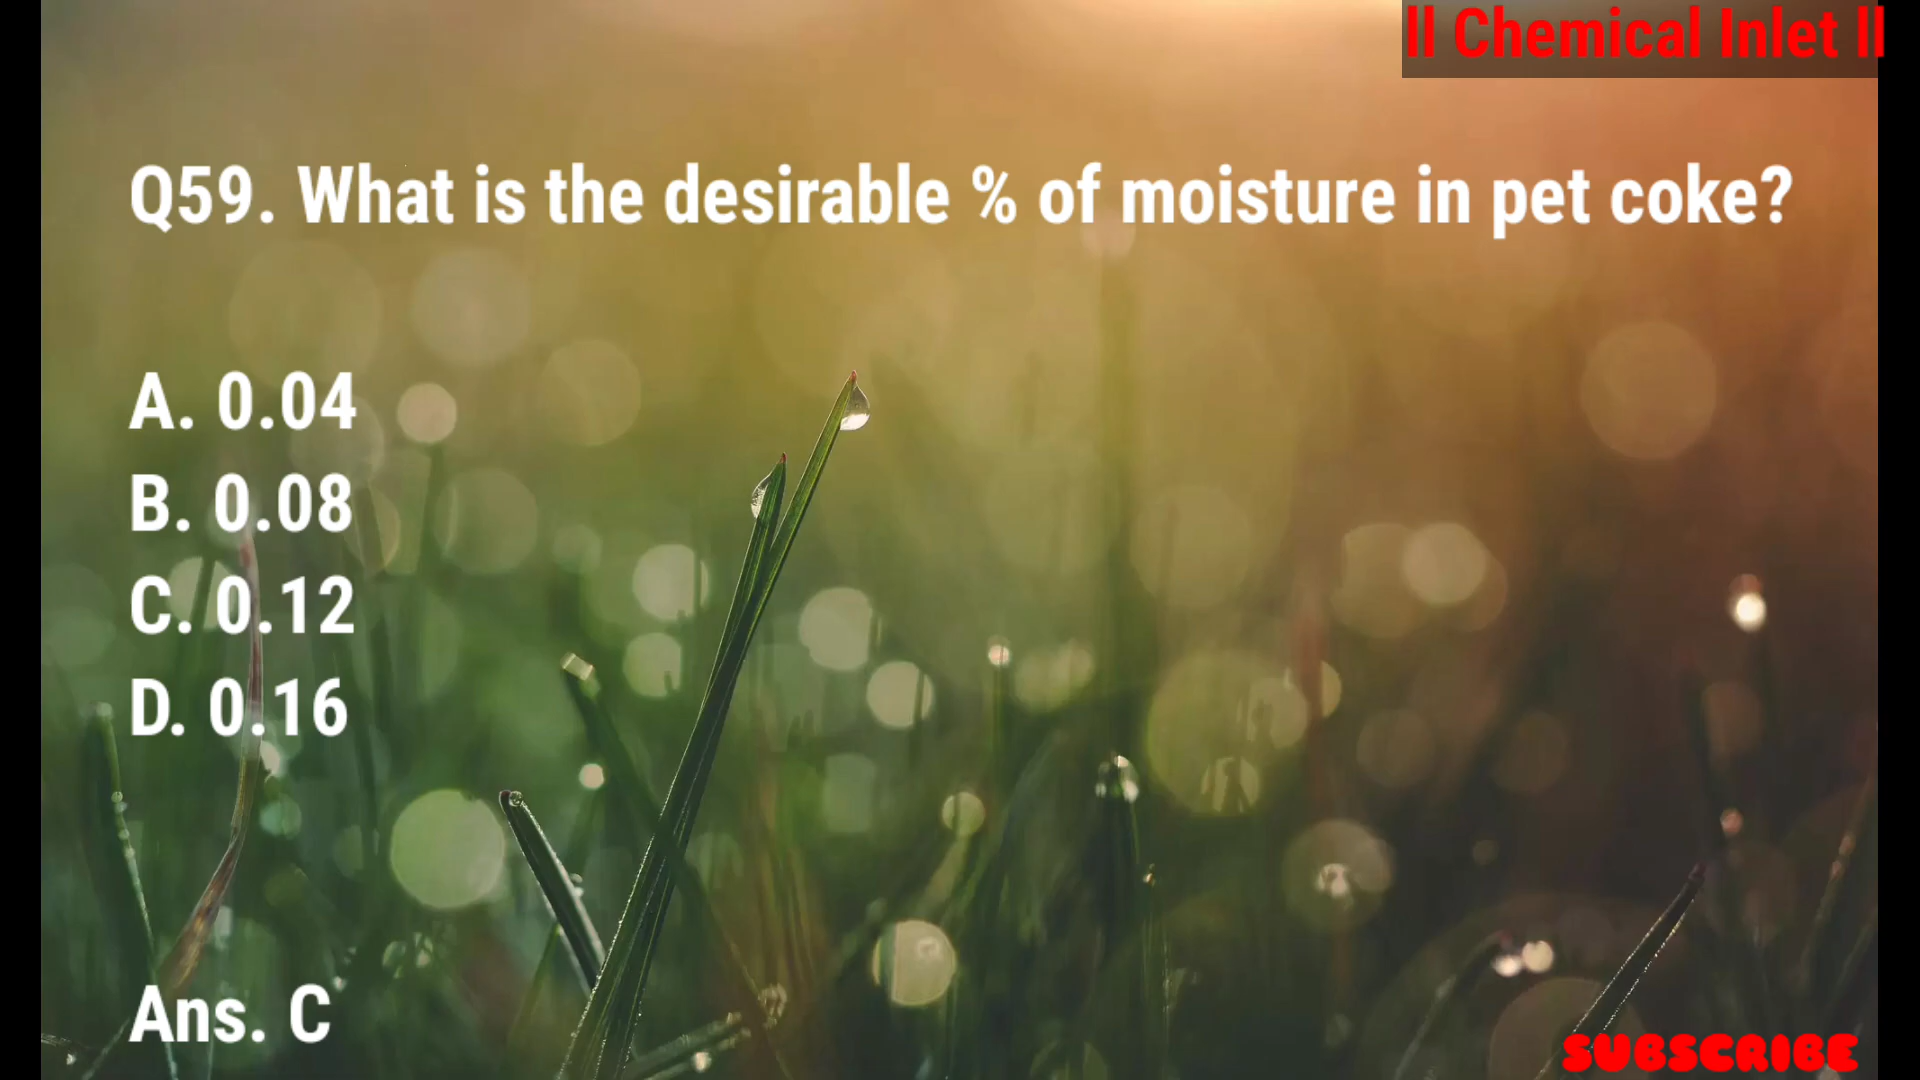 ll Chemical Inlet ll
Q59. What is the desirable % of moisture in pet coke?
A. 0.04
B. 0.08
C. 0.12
D. 0.16
Ans. C
SUBSCRIBE